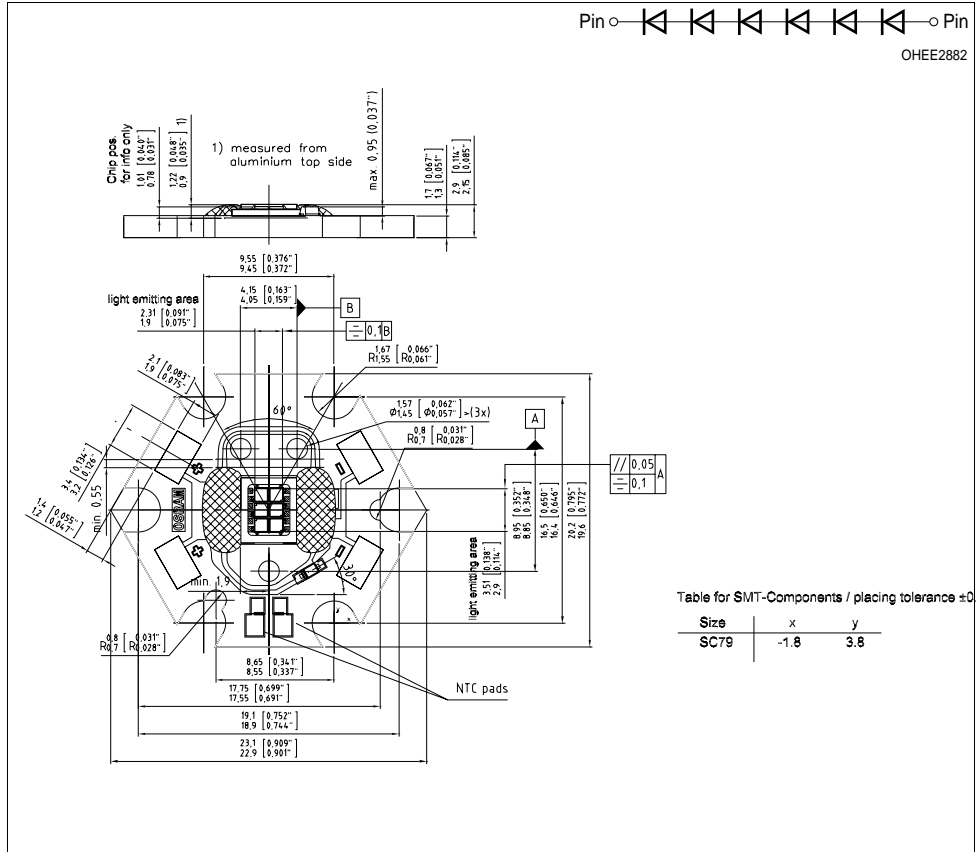 Pin Pin
OHEE2882
Chip pos.
for info only
1,01 [0,040"]
0,78 [0,031"]
1,22 [0,048"] 1)
0,9 [0,035"]
1) measured from
aluminium top side
max. 0,95 (0,037")
1,7 [0,067"]
1,3 [0,051"]
2,9 [0,114"]
2,15 [0,085"]
9,55 [0,376"]
9,45 [0,372"]
light emitting area
4,15 [0,163"]
4,05 [0,159"]
B
2,31 [0,091"]
1,9 [0,075"]
0,1 B
1,67 [0,066"]
R1,55 [R0,061"]
2,1 [0,083"]
1,9 [0,075"]
60°
1,57 [0,062"]
Ø1,45 [Ø0,057"] (3x)
0,8 [0,031"]
R0,7 [R0,028"]
A
// 0,05 A
0,1
3,4 [0,134"]
3,2 [0,126"]
1,4 [0,055"]
1,2 [0,047"]
min. 0,55
OSRAM
8,95 [0,352"]
8,85 [0,348"]
16,5 [0,650"]
16,4 [0,646"]
20,2 [0,795"]
19,6 [0,772"]
light emitting area
3,51 [0,138"]
2,9 [0,114"]
30°
min. 1,9
y
x
Table for SMT-Components / placing tolerance ±0
Size x y
SC79 -1.8 3.8
0,8 [0,031"]
R0,7 [R0,028"]
8,65 [0,341"]
8,55 [0,337"]
NTC pads
17,75 [0,699"]
17,55 [0,691"]
19,1 [0,752"]
18,9 [0,744"]
23,1 [0,909"]
22,9 [0,901"]